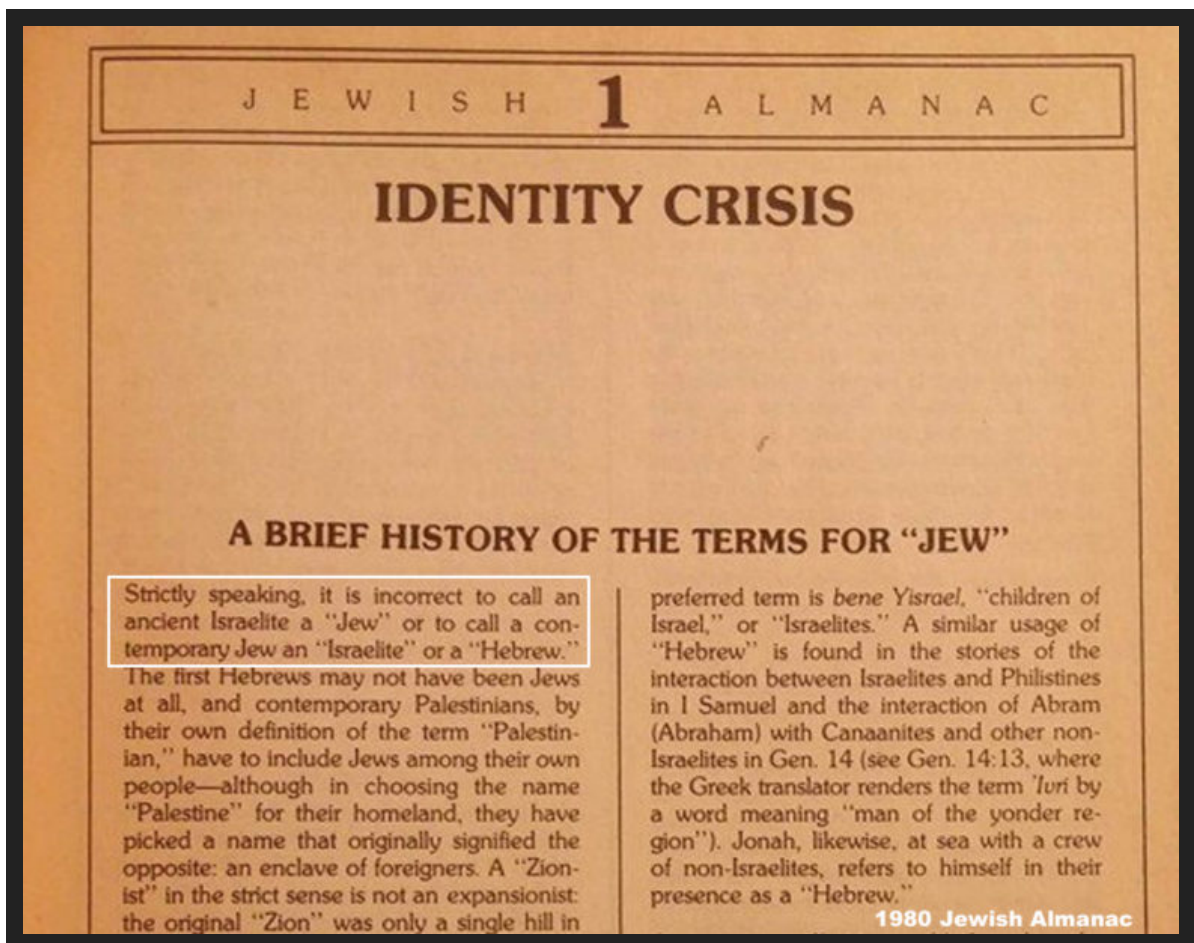 JEWISH 1 ALMANAC
IDENTITY CRISIS
A BRIEF HISTORY OF THE TERMS FOR “JEW”
Strictly speaking, it is incorrect to call an
ancient Israelite a “Jew” or to call a con-
temporary Jew an “Israelite” or a “Hebrew.”
The first Hebrews may not have been Jews
at all, and contemporary Palestinians, by
their own definition of the term “Palestin-
ian,” have to include Jews among their own
people—although in choosing the name
“Palestine” for their homeland, they have
picked a name that originally signified the
opposite: an enclave of foreigners. A “Zion-
ist” in the strict sense is not an expansionist:
the original “Zion” was only a single hill in
preferred term is bene Yisrael, “children of
Israel,” or “Israelites.” A similar usage of
“Hebrew” is found in the stories of the
interaction between Israelites and Philistines
in I Samuel and the interaction of Abram
(Abraham) with Canaanites and other non-
Israelites in Gen. 14 (see Gen. 14:13, where
the Greek translator renders the term 'Ivri by
a word meaning “man of the yonder re-
gion”). Jonah, likewise, at sea with a crew
of non-Israelites, refers to himself in their
presence as a “Hebrew.”
1980 Jewish Almanac